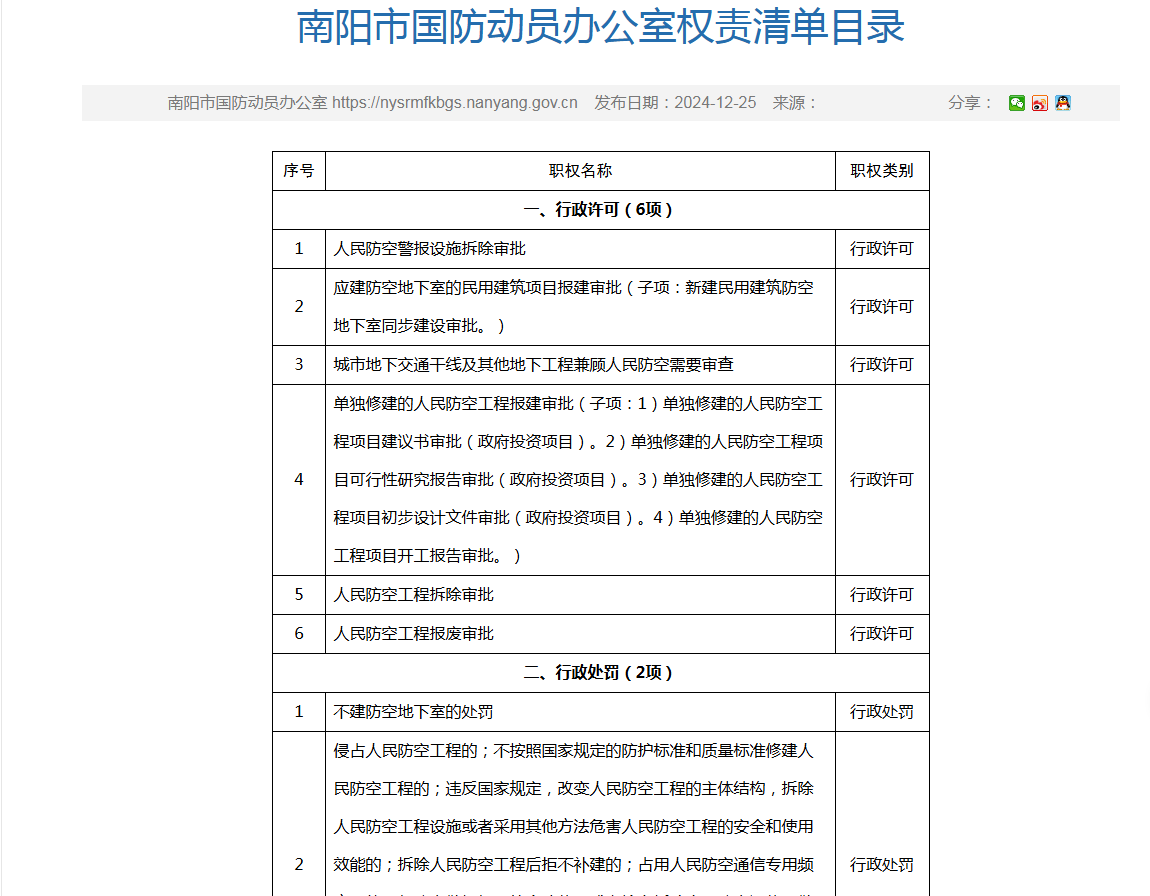 南阳市国防动员办公室权责清单目录
南阳市国防动员办公室 https://nysrmfkbgs.nanyang.gov.cn 发布日期：2024-12-25 来源： 分享：
序号 职权名称 职权类别
一、行政许可（6项）
1 人民防空警报设施拆除审批 行政许可
应建防空地下室的民用建筑项目报建审批（子项：新建民用建筑防空
2 行政许可
地下室同步建设审批。）
3 城市地下交通干线及其他地下工程兼顾人民防空需要审查 行政许可
单独修建的人民防空工程报建审批（子项：1）单独修建的人民防空工
程项目建议书审批（政府投资项目）。2）单独修建的人民防空工程项
4 目可行性研究报告审批（政府投资项目）。3）单独修建的人民防空工 行政许可
程项目初步设计文件审批（政府投资项目）。4）单独修建的人民防空
工程项目开工报告审批。）
5 人民防空工程拆除审批 行政许可
6 人民防空工程报废审批 行政许可
二、行政处罚（2项）
1 不建防空地下室的处罚 行政处罚
侵占人民防空工程的；不按照国家规定的防护标准和质量标准修建人
民防空工程的；违反国家规定，改变人民防空工程的主体结构，拆除
人民防空工程设施或者采用其他方法危害人民防空工程的安全和使用
2 效能的；拆除人民防空工程后拒不补建的；占用人民防空通信专用频 行政处罚